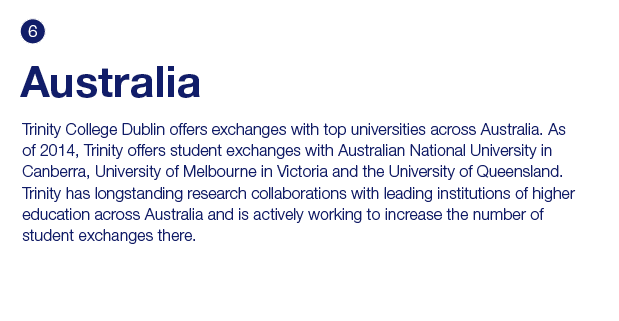 6
Australia
Trinity College Dublin offers exchanges with top universities across Australia. As
of 2014, Trinity offers student exchanges with Australian National University in
Canberra, University of Melbourne in Victoria and the University of Queensland.
Trinity has longstanding research collaborations with leading institutions of higher
education across Australia and is actively working to increase the number of
student exchanges there.